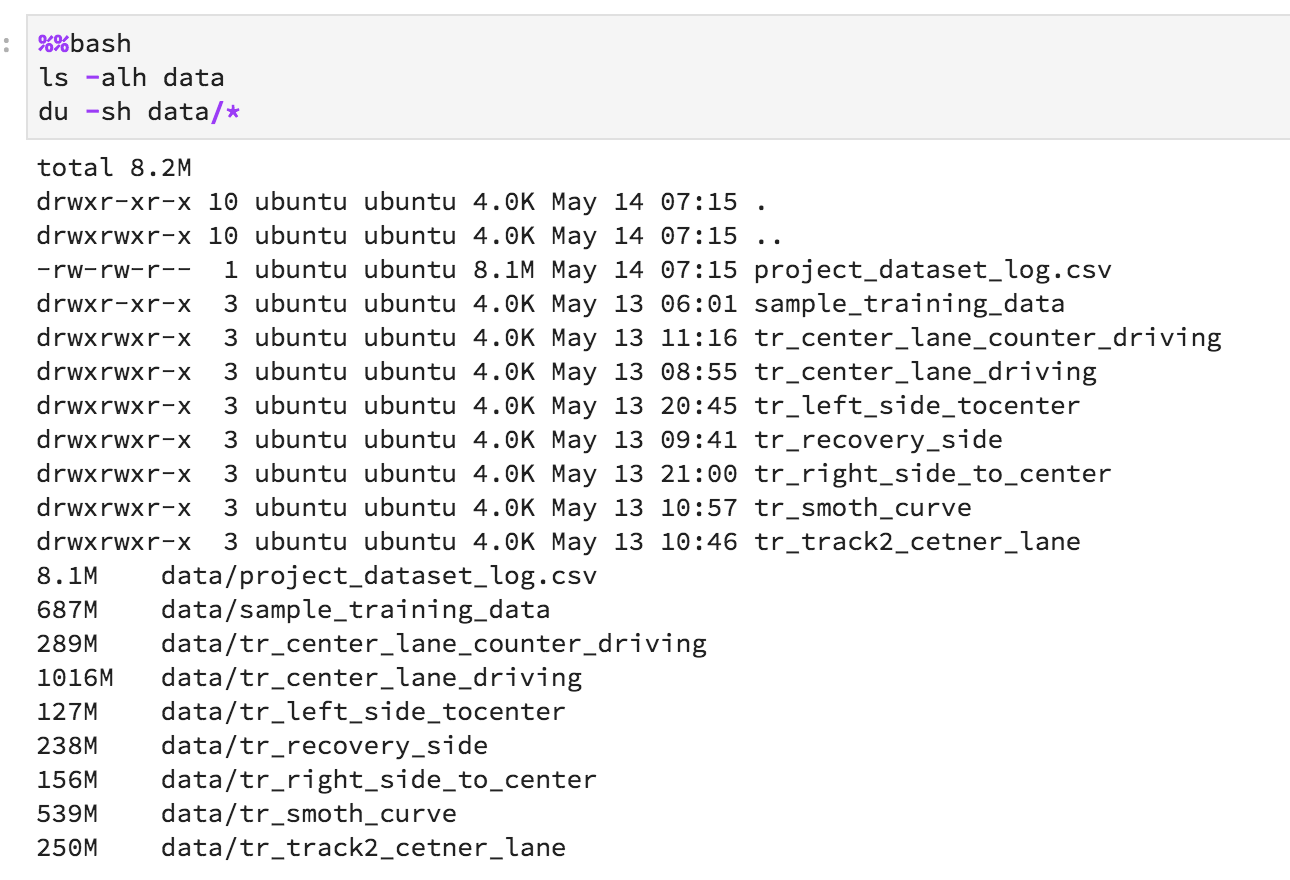 :
%%bash
ls -alh data
du -sh data/*
total 8.2M
drwxr-xr-x 10 ubuntu ubuntu 4.0K May 14 07:15 .
drwxrwxr-x 10 ubuntu ubuntu 4.0K May 14 07:15 ..
-rw-rw-r--  1 ubuntu ubuntu 8.1M May 14 07:15 project_dataset_log.csv
drwxr-xr-x  3 ubuntu ubuntu 4.0K May 13 06:01 sample_training_data
drwxrwxr-x  3 ubuntu ubuntu 4.0K May 13 11:16 tr_center_lane_counter_driving
drwxrwxr-x  3 ubuntu ubuntu 4.0K May 13 08:55 tr_center_lane_driving
drwxrwxr-x  3 ubuntu ubuntu 4.0K May 13 20:45 tr_left_side_tocenter
drwxrwxr-x  3 ubuntu ubuntu 4.0K May 13 09:41 tr_recovery_side
drwxrwxr-x  3 ubuntu ubuntu 4.0K May 13 21:00 tr_right_side_to_center
drwxrwxr-x  3 ubuntu ubuntu 4.0K May 13 10:57 tr_smoth_curve
drwxrwxr-x  3 ubuntu ubuntu 4.0K May 13 10:46 tr_track2_cetner_lane
8.1M    data/project_dataset_log.csv
687M    data/sample_training_data
289M    data/tr_center_lane_counter_driving
1016M   data/tr_center_lane_driving
127M    data/tr_left_side_tocenter
238M    data/tr_recovery_side
156M    data/tr_right_side_to_center
539M    data/tr_smoth_curve
250M    data/tr_track2_cetner_lane